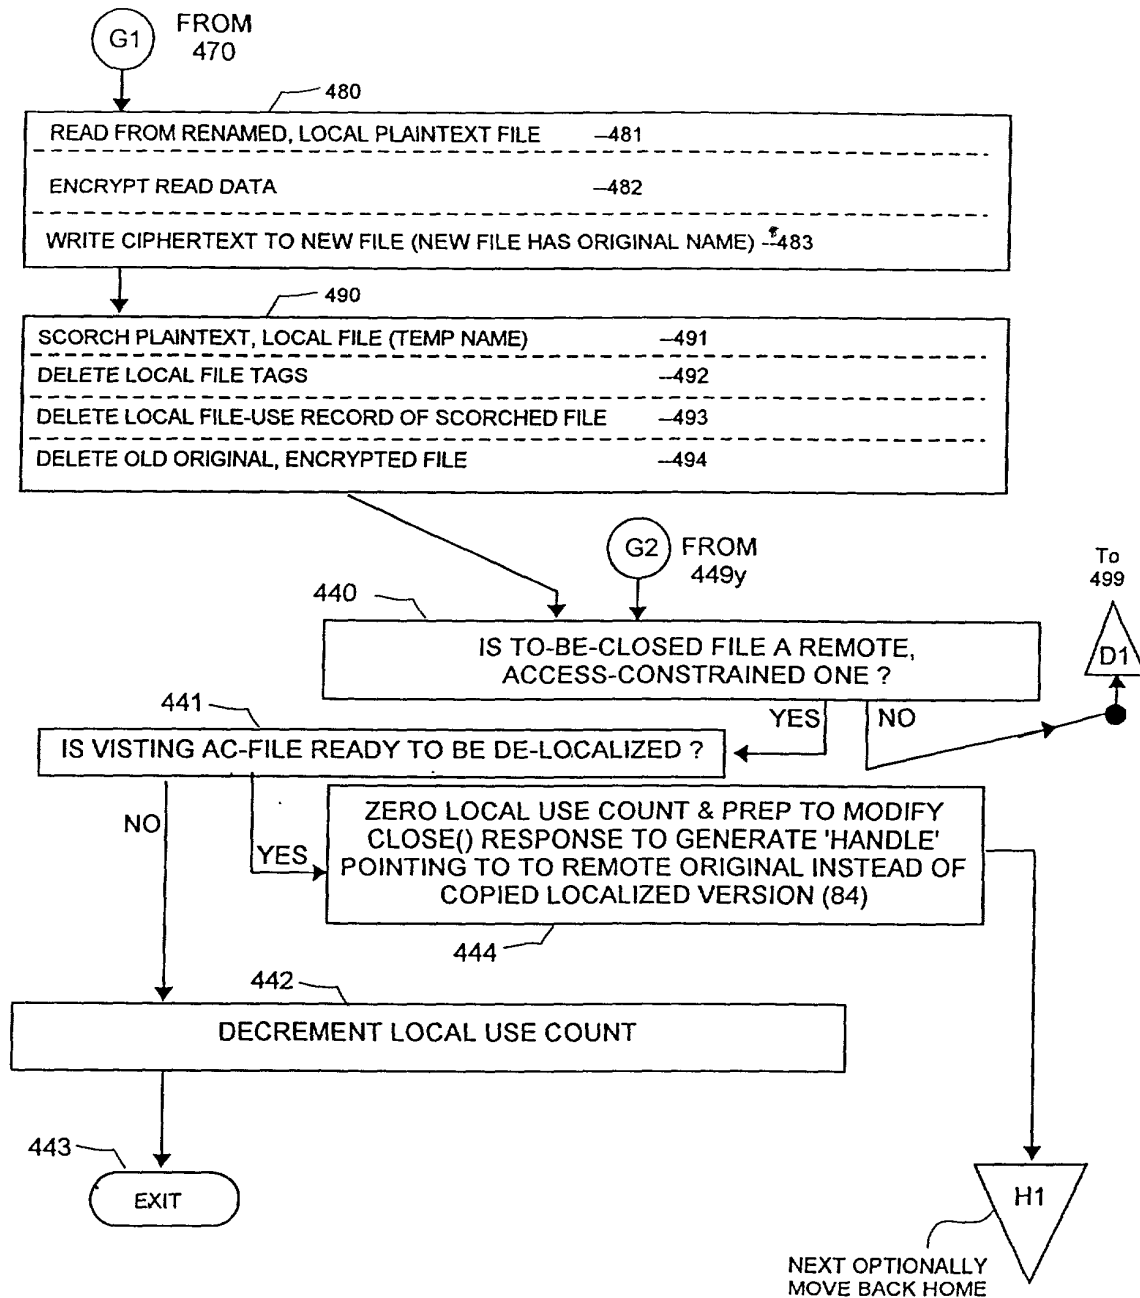 G1
FROM
470
480
READ FROM RENAMED, LOCAL PLAINTEXT FILE —481
ENCRYPT READ DATA —482
WRITE CIPHERTEXT TO NEW FILE (NEW FILE HAS ORIGINAL NAME) —483
490
SCORCH PLAINTEXT, LOCAL FILE (TEMP NAME) —491
DELETE LOCAL FILE TAGS —492
DELETE LOCAL FILE-USE RECORD OF SCORCHED FILE —493
DELETE OLD ORIGINAL, ENCRYPTED FILE —494
G2
FROM
449y
To
499
D1
440
IS TO-BE-CLOSED FILE A REMOTE,
ACCESS-CONSTRAINED ONE ?
YES
NO
441
IS VISTING AC-FILE READY TO BE DE-LOCALIZED ?
NO
YES
ZERO LOCAL USE COUNT & PREP TO MODIFY
CLOSE() RESPONSE TO GENERATE 'HANDLE'
POINTING TO TO REMOTE ORIGINAL INSTEAD OF
COPIED LOCALIZED VERSION (84)
444
442
DECREMENT LOCAL USE COUNT
443
EXIT
H1
NEXT OPTIONALLY
MOVE BACK HOME